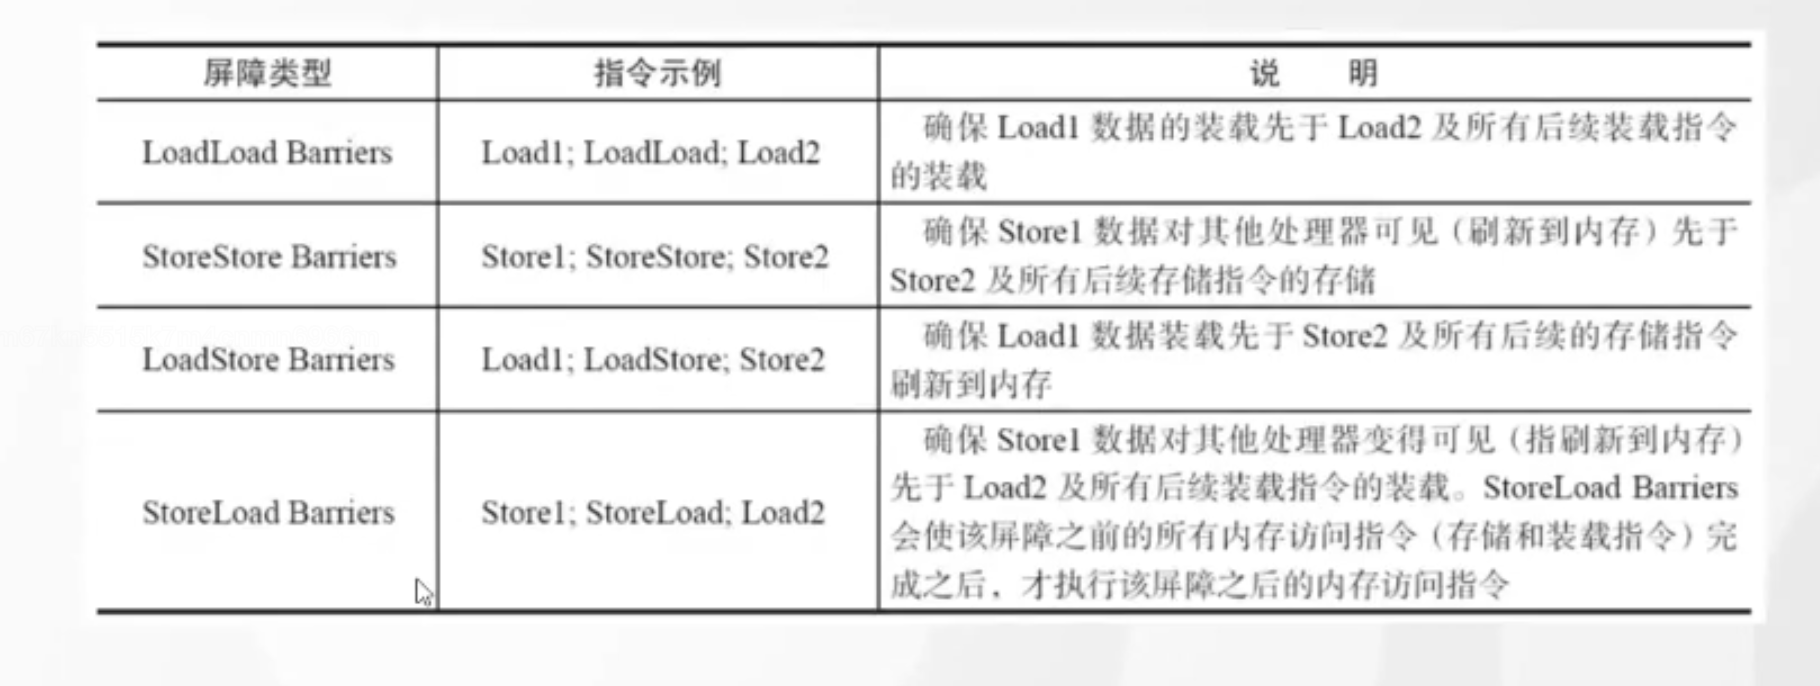 屏障类型
指令示例
说 明
LoadLoad Barriers
Load1; LoadLoad; Load2
确保 Load1 数据的装载先于 Load2 及所有后续装载指令
的装载
StoreStore Barriers
Store1; StoreStore; Store2
确保 Store1 数据对其他处理器可见（刷新到内存）先于
Store2 及所有后续存储指令的存储
LoadStore Barriers
Load1; LoadStore; Store2
确保 Load1 数据装载先于 Store2 及所有后续的存储指令
刷新到内存
StoreLoad Barriers
Store1; StoreLoad; Load2
确保 Store1 数据对其他处理器变得可见（指刷新到内存）
先于 Load2 及所有后续装载指令的装载。StoreLoad Barriers
会使该屏障之前的所有内存访问指令（存储和装载指令）完
成之后，才执行该屏障之后的内存访问指令